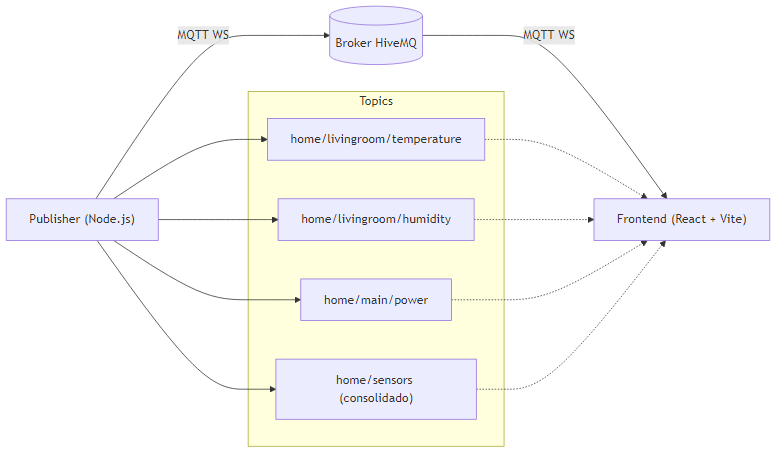 MQTT WS
Broker HiveMQ
MQTT WS
Topics
home/livingroom/temperature
Publisher (Node.js)
home/livingroom/humidity
Frontend (React + Vite)
home/main/power
home/sensors
(consolidado)